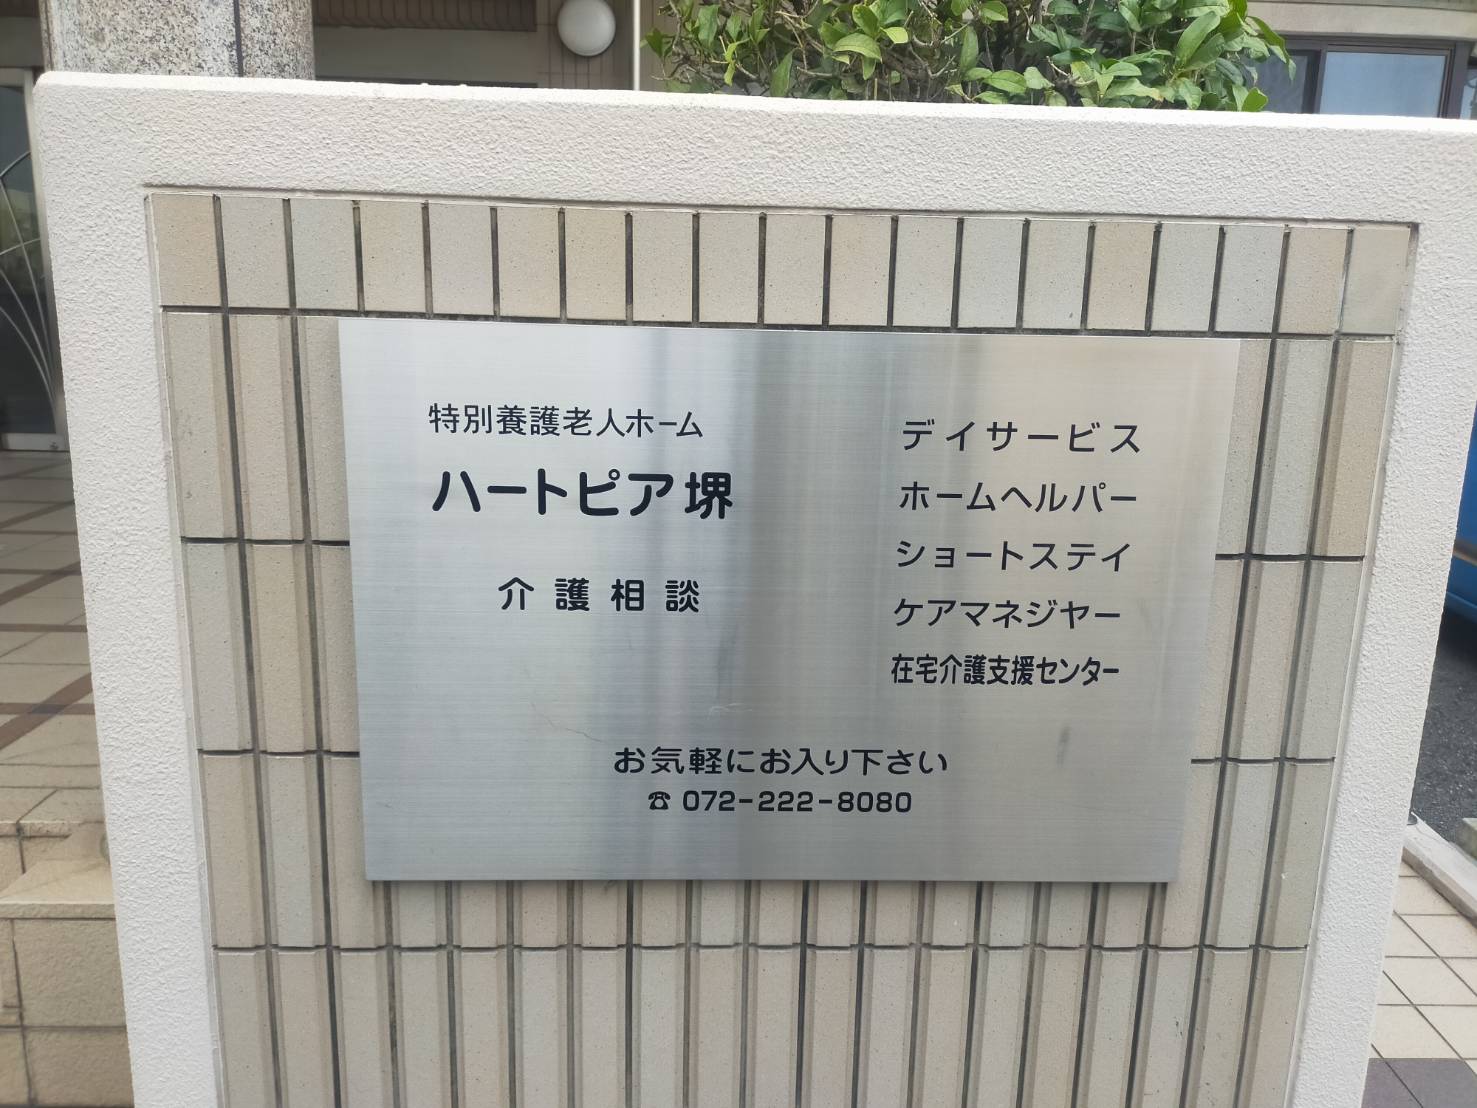 特別養護老人ホーム
ハートピア堺
介護相談
デイサービス
ホームヘルパー
ショートステイ
ケアマネジャー
在宅介護支援センター
お気軽にお入り下さい
☎ 072-222-8080